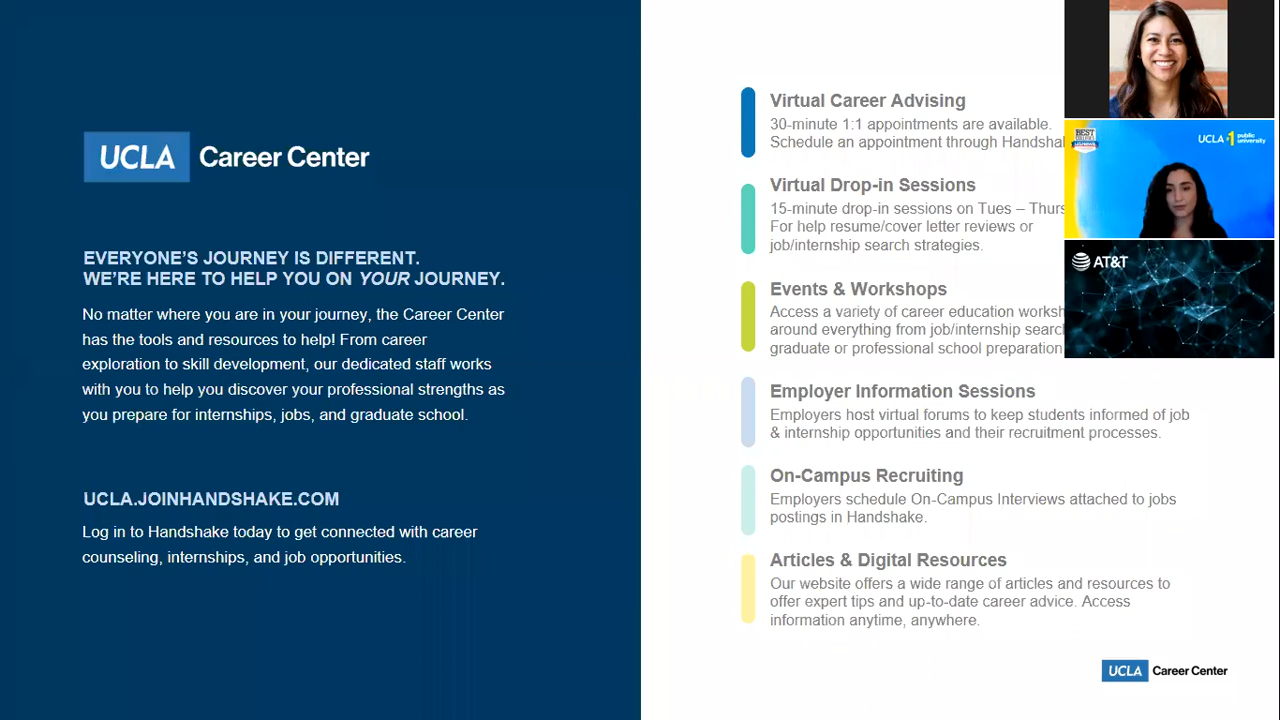 UCLA Career Center
EVERYONE'S JOURNEY IS DIFFERENT.
WE'RE HERE TO HELP YOU ON YOUR JOURNEY.
No matter where you are in your journey, the Career Center
has the tools and resources to help! From career
exploration to skill development, our dedicated staff works
with you to help you discover your professional strengths as
you prepare for internships, jobs, and graduate school.
UCLA.JOINHANDSHAKE.COM
Log in to Handshake today to get connected with career
counseling, internships, and job opportunities.
Virtual Career Advising
30-minute 1:1 appointments are available.
Schedule an appointment through
Virtual Drop-in Sessions
15-minute drop-in sessions on Tues – Thurs
For help resume/cover letter reviews or
job/internship search strategies.
Events & Workshops
Access a variety of career education
around everything from job/internship search
graduate or professional school preparation
Employer Information Sessions
Employers host virtual forums to keep students informed of job
& internship opportunities and their recruitment processes.
On-Campus Recruiting
Employers schedule On-Campus Interviews attached to jobs
postings in Handshake.
Articles & Digital Resources
Our website offers a wide range of articles and resources to
offer expert tips and up-to-date career advice. Access
information anytime, anywhere.
UCLA Career Center
BEST
UCLA #1 public
university
AT&T